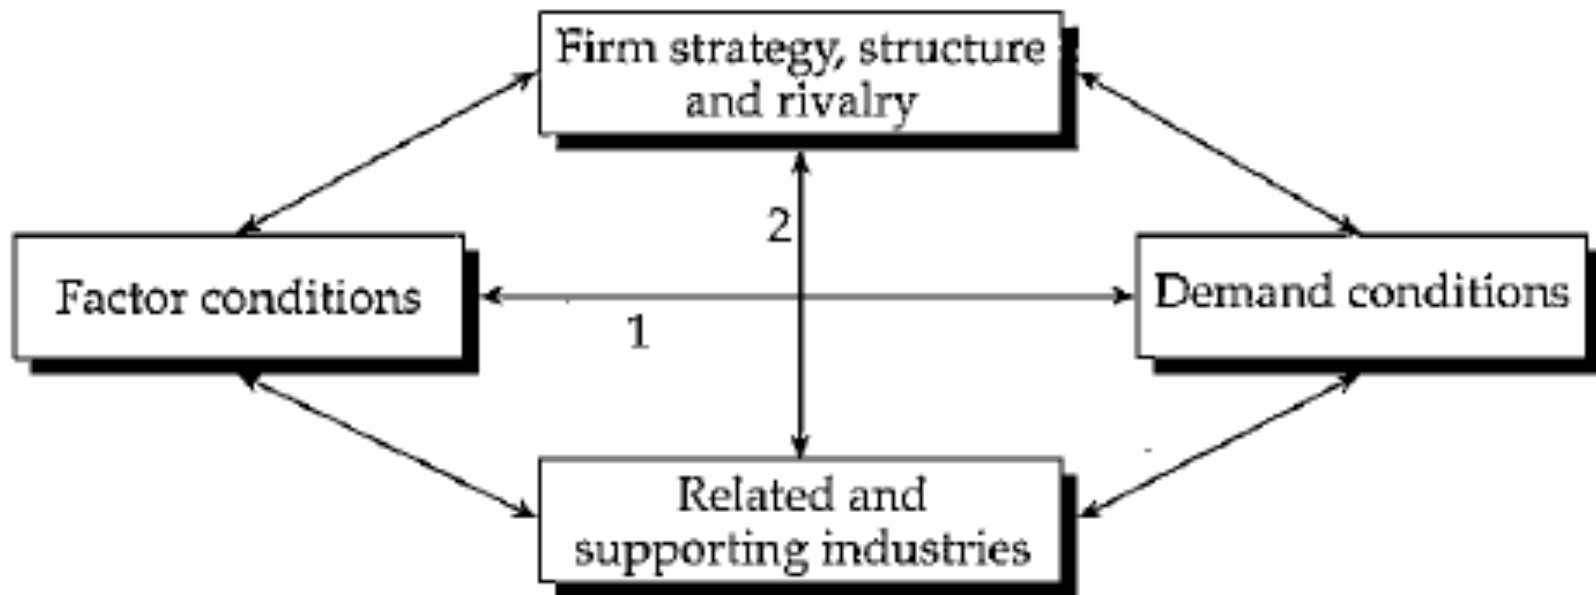 Firm strategy, structure
and rivalry
2
Factor conditions
Demand conditions
1
Related and
supporting industries